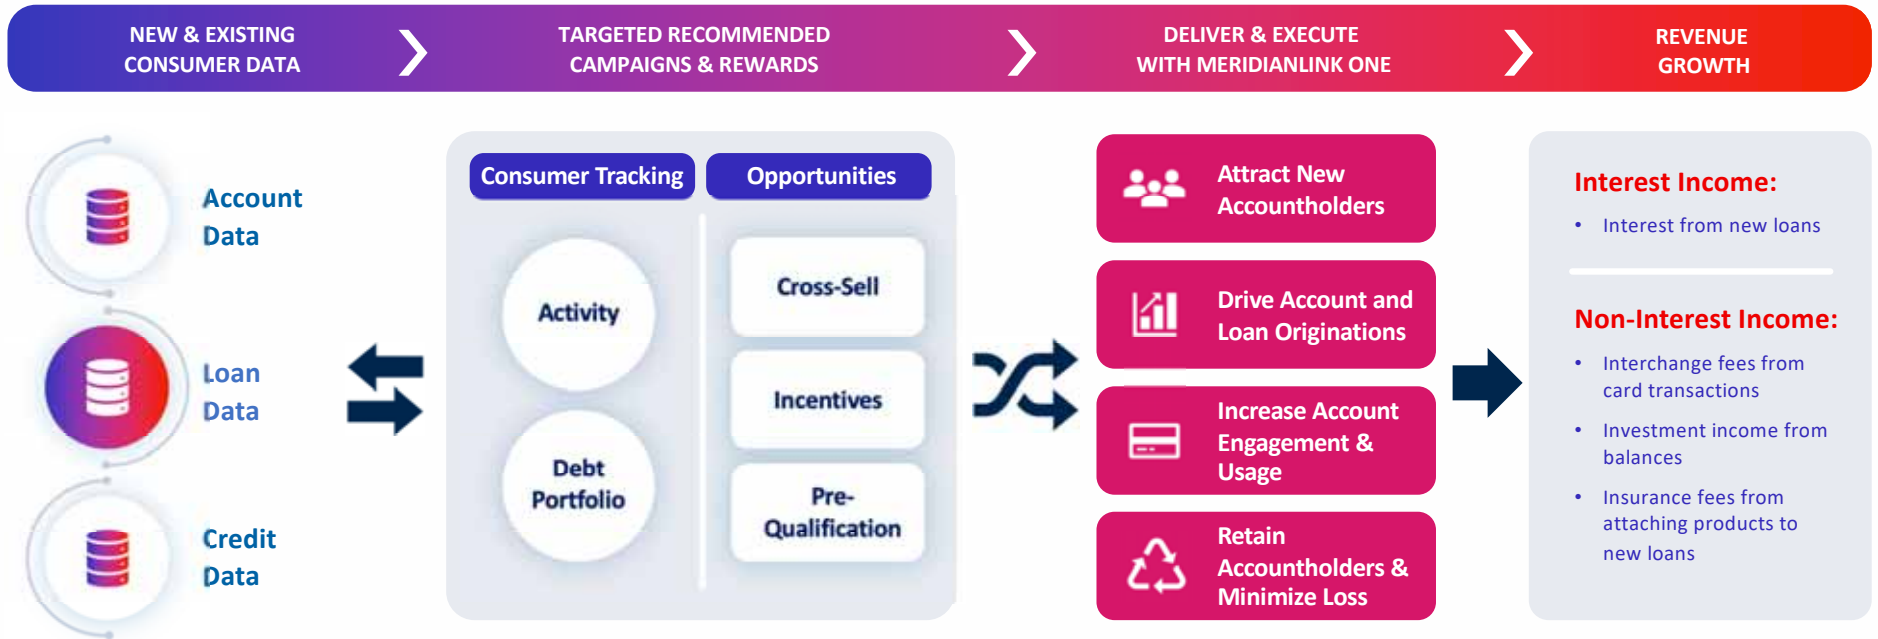 NEW & EXISTING
CONSUMER DATA
TARGETED RECOMMENDED
CAMPAIGNS & REWARDS
DELIVER & EXECUTE
WITH MERIDIANLINK ONE
REVENUE
GROWTH
Account
Data
Loan
Data
Credit
Data
Consumer Tracking
Activity
Debt
Portfolio
Opportunities
Cross-Sell
Incentives
Pre-
Qualification
Attract New
Accountholders
Drive Account and
Loan Originations
Increase Account
Engagement &
Usage
Retain
Accountholders &
Minimize Loss
Interest Income:
• Interest from new loans
Non-Interest Income:
• Interchange fees from
card transactions
• Investment income from
balances
• Insurance fees from
attaching products to
new loans